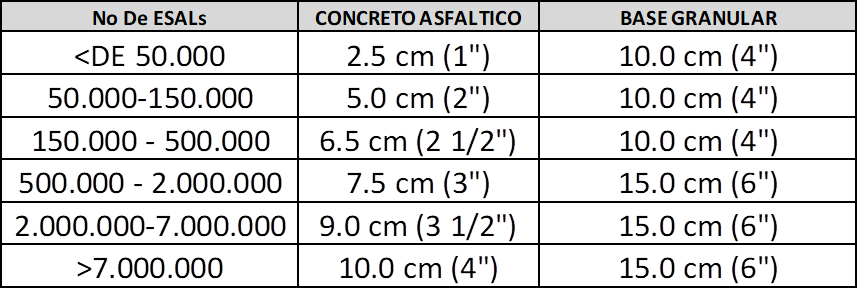 No De ESALs CONCRETO ASFALTICO BASE GRANULAR
<DE 50.000 2.5 cm (1") 10.0 cm (4")
50.000-150.000 5.0 cm (2") 10.0 cm (4")
150.000 - 500.000 6.5 cm (2 1/2") 10.0 cm (4")
500.000 - 2.000.000 7.5 cm (3") 15.0 cm (6")
2.000.000-7.000.000 9.0 cm (3 1/2") 15.0 cm (6")
>7.000.000 10.0 cm (4") 15.0 cm (6")